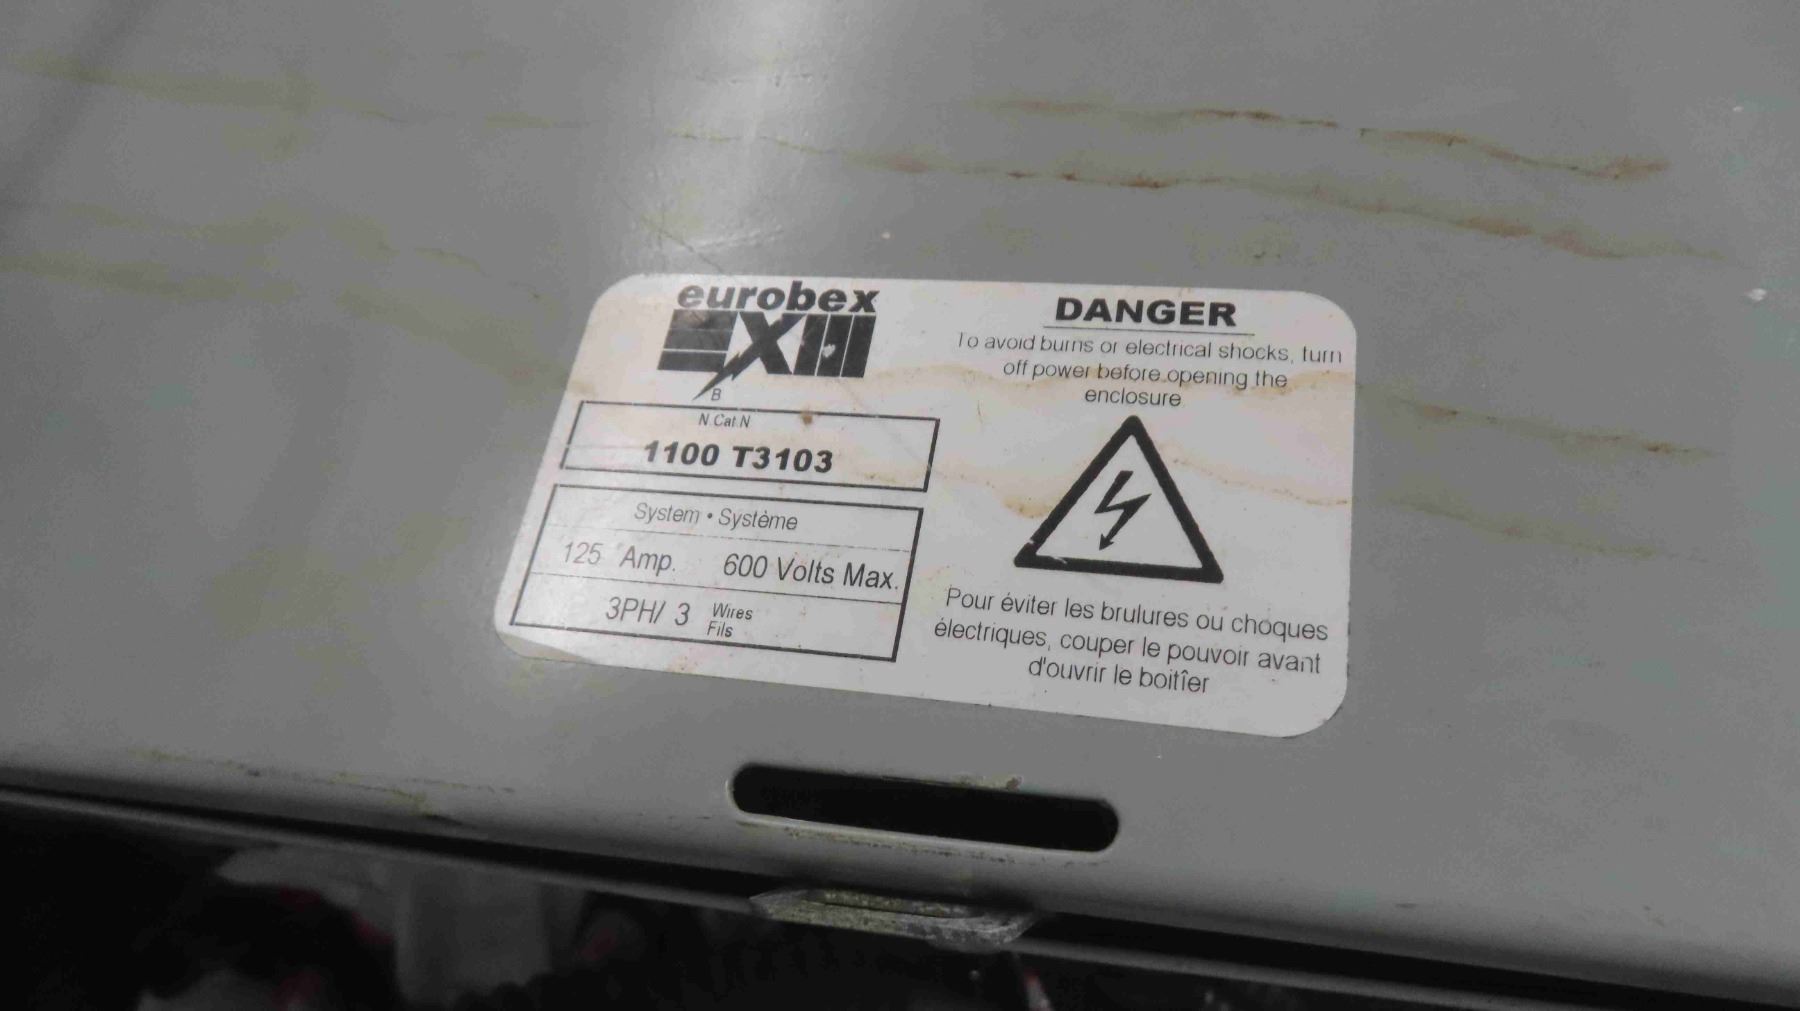 eurobex
EXIII
B
N.Cat.N
1100 T3103
System • Système
125 Amp. 600 Volts Max.
3PH/ 3 Wires
Fils
DANGER
To avoid burns or electrical shocks, turn
off power before opening the
enclosure
Pour éviter les brulures ou choques
électriques, couper le pouvoir avant
d'ouvrir le boitîer